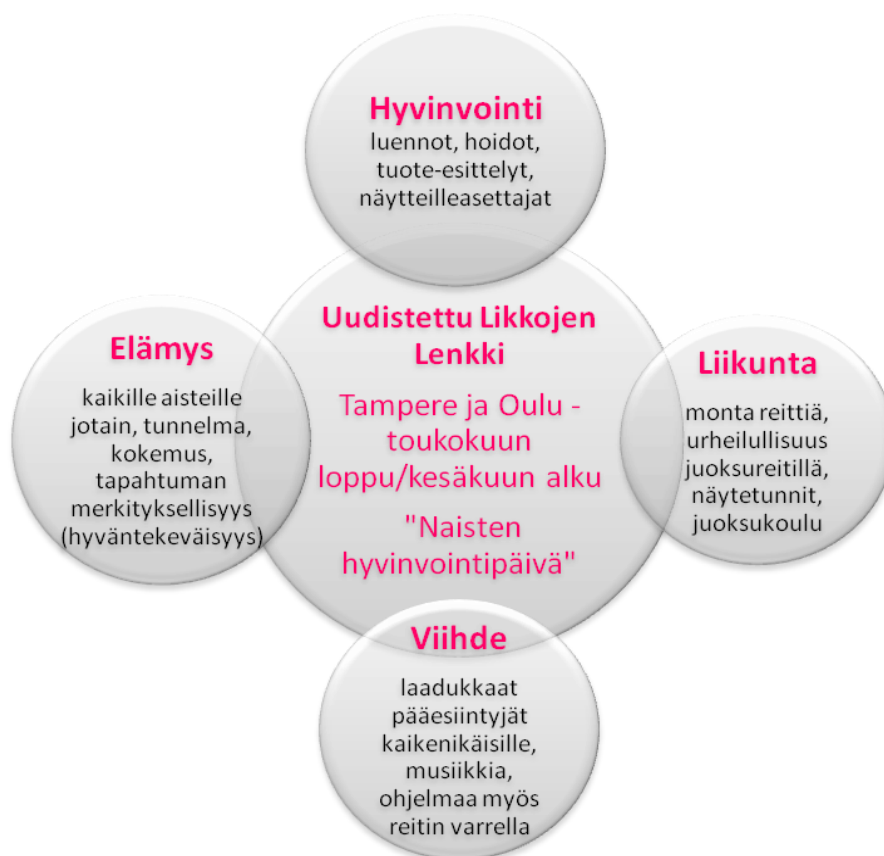 Hyvinvointi
luennot, hoidot,
tuote-esittelyt,
näytteilleasettajat
Uudistettu Likkojen
Lenkki
Tampere ja Oulu -
toukokuun
loppu/kesäkuun alku
"Naisten
hyvinvointipäivä"
Elämys
kaikille aisteille
jotain, tunnelma,
kokemus,
tapahtuman
merkityksellisyys
(hyväntekeväisyys)
Liikunta
monta reittiä,
urheilullisuus
juoksureitillä,
näytetunnit,
juoksukoulu
Viihde
laadukkaat
pääesiintyjät
kaikenikäisille,
musiikkia,
ohjelmaa myös
reitin varrella